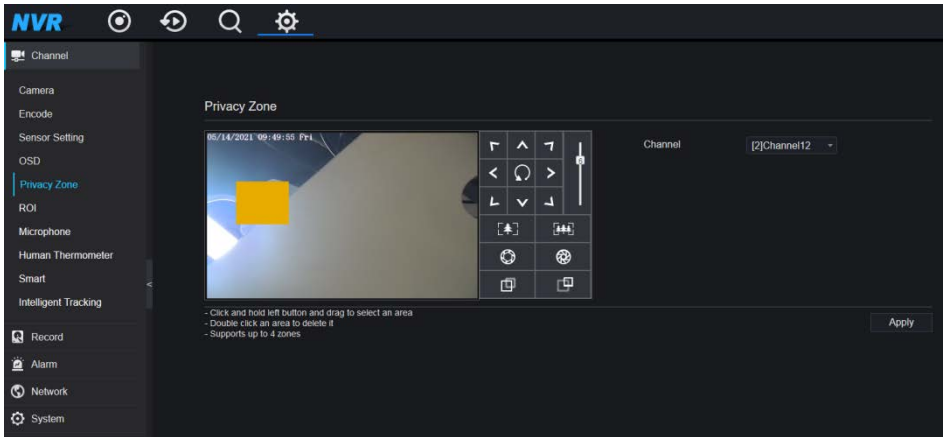 NVR
Channel
Camera
Encode
Sensor Setting
OSD
Privacy Zone
ROI
Microphone
Human Thermometer
Smart
Intelligent Tracking
Record
Alarm
Network
System
Privacy Zone
05/14/2021 09:49:55 Fri
Channel
[2]Channel12
- Click and hold left button and drag to select an area
- Double click an area to delete it
- Supports up to 4 zones
Apply